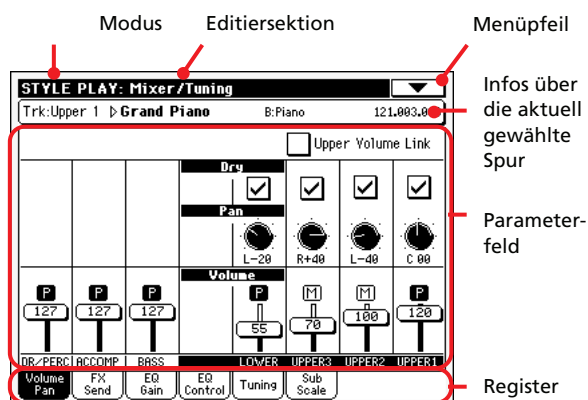 Modus Editiersektion Menüpfeil
STYLE PLAY: Mixer/Tuning
Trk:Upper 1 Grand Piano B:Piano 121.003.0
Infos über
die aktuell
gewählte
Spur
Upper Volume Link
Dry
Pan
L-20 R+40 L-40 C 00
Parameter-
feld
Volume
P P P P M M P
127 127 127 55 70 100 120
DR/PERC ACCOMP BASS LOWER UPPER3 UPPER2 UPPER1
Volume Pan FX Send EQ Gain EQ Control Tuning Sub Scale
Register